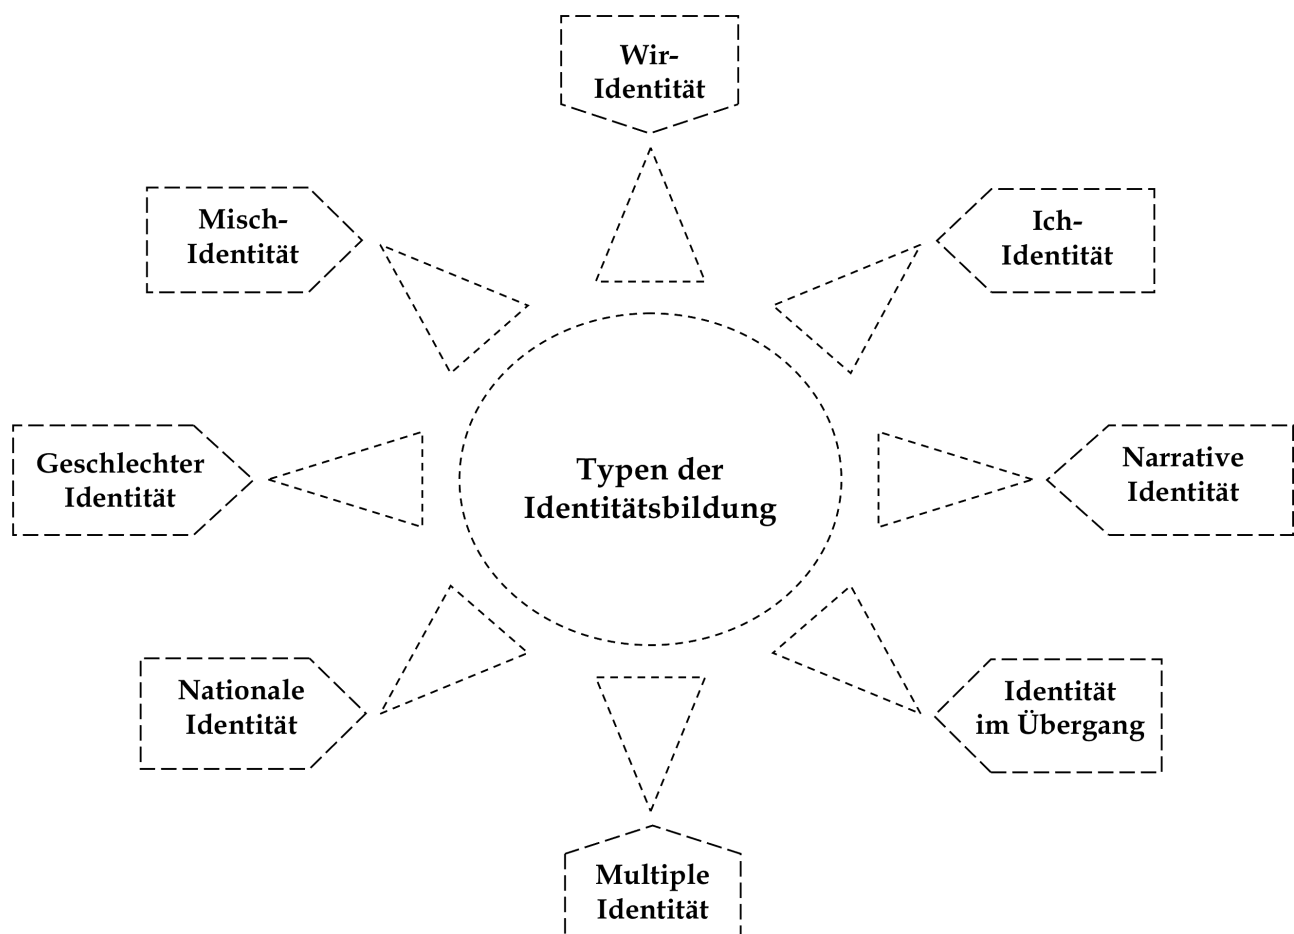 Wir-
Identität
Misch-
Identität
Ich-
Identität
Geschlechter
Identität
Typen der
Identitätsbildung
Narrative
Identität
Nationale
Identität
Identität
im Übergang
Multiple
Identität